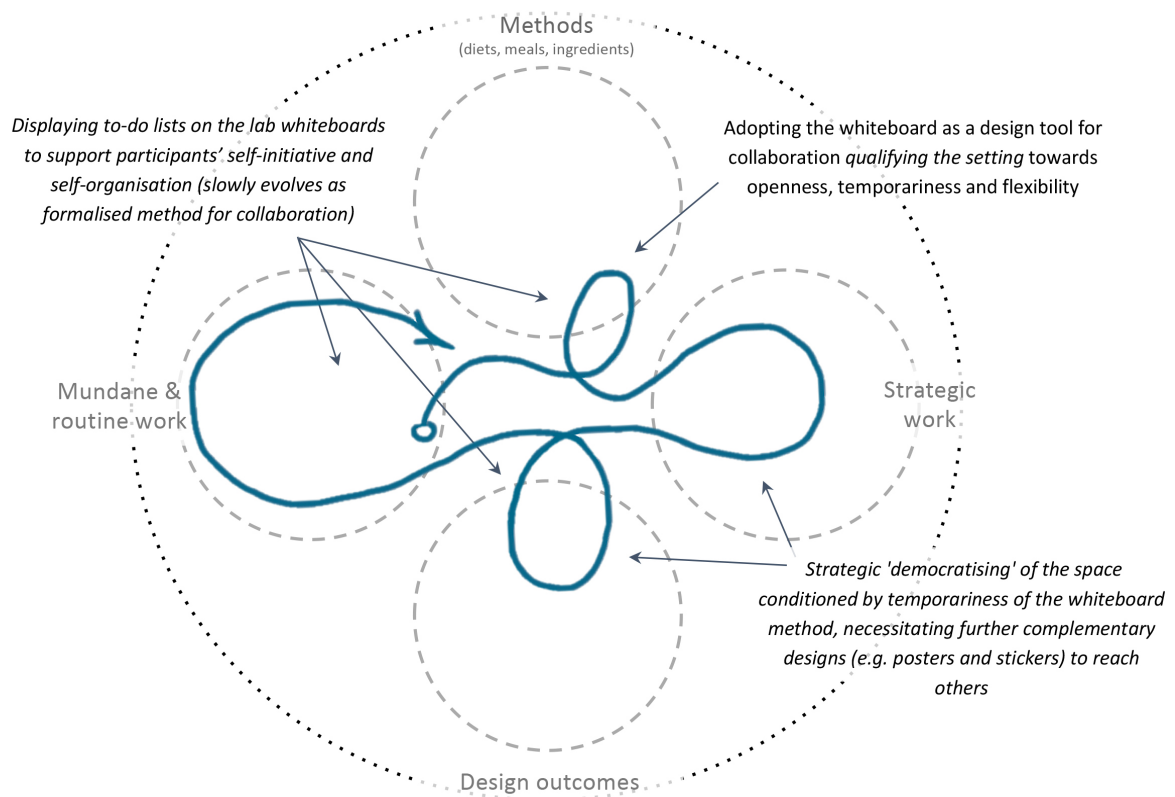 Methods
(diets, meals, ingredients)
Displaying to-do lists on the lab whiteboards
to support participants’ self-initiative and
self-organisation (slowly evolves as
formalised method for collaboration)
Adopting the whiteboard as a design tool for
collaboration qualifying the setting towards
openness, temporariness and flexibility
Mundane &
routine work
Strategic
work
Strategic 'democratising' of the space
conditioned by temporariness of the whiteboard
method, necessitating further complementary
designs (e.g. posters and stickers) to reach
others
Design outcomes